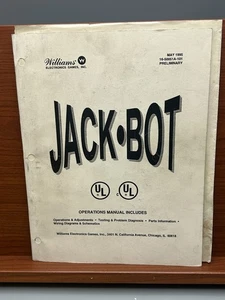 Williams
ELECTRONICS GAMES, INC.
MAY 1995
16-50051A-101
PRELIMINARY
JACK·BOT
UL
c UL
OPERATIONS MANUAL INCLUDES
Operations & Adjustments • Testing & Problem Diagnosis • Parts Information •
Wiring Diagrams & Schematics
Williams Electronics Games, Inc., 3401 N. California Avenue, Chicago, IL 60618